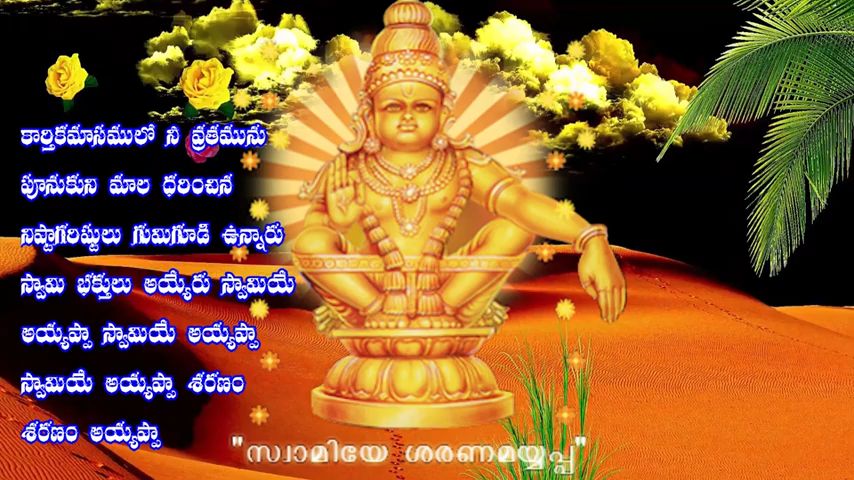 కార్తికమాసములో నీ వ్రతమును
పూనుకుని మాల ధరించిన
నిష్టాగరిష్టులు గుమిగూడి ఉన్నారు
స్వామి భక్తులు అయ్యేరు స్వామియే
అయ్యప్పా స్వామియే అయ్యప్పా
స్వామియే అయ్యప్పా శరణం
శరణం అయ్యప్పా
"സ്വാമിയേ ശരണമയ്യപ്പ"